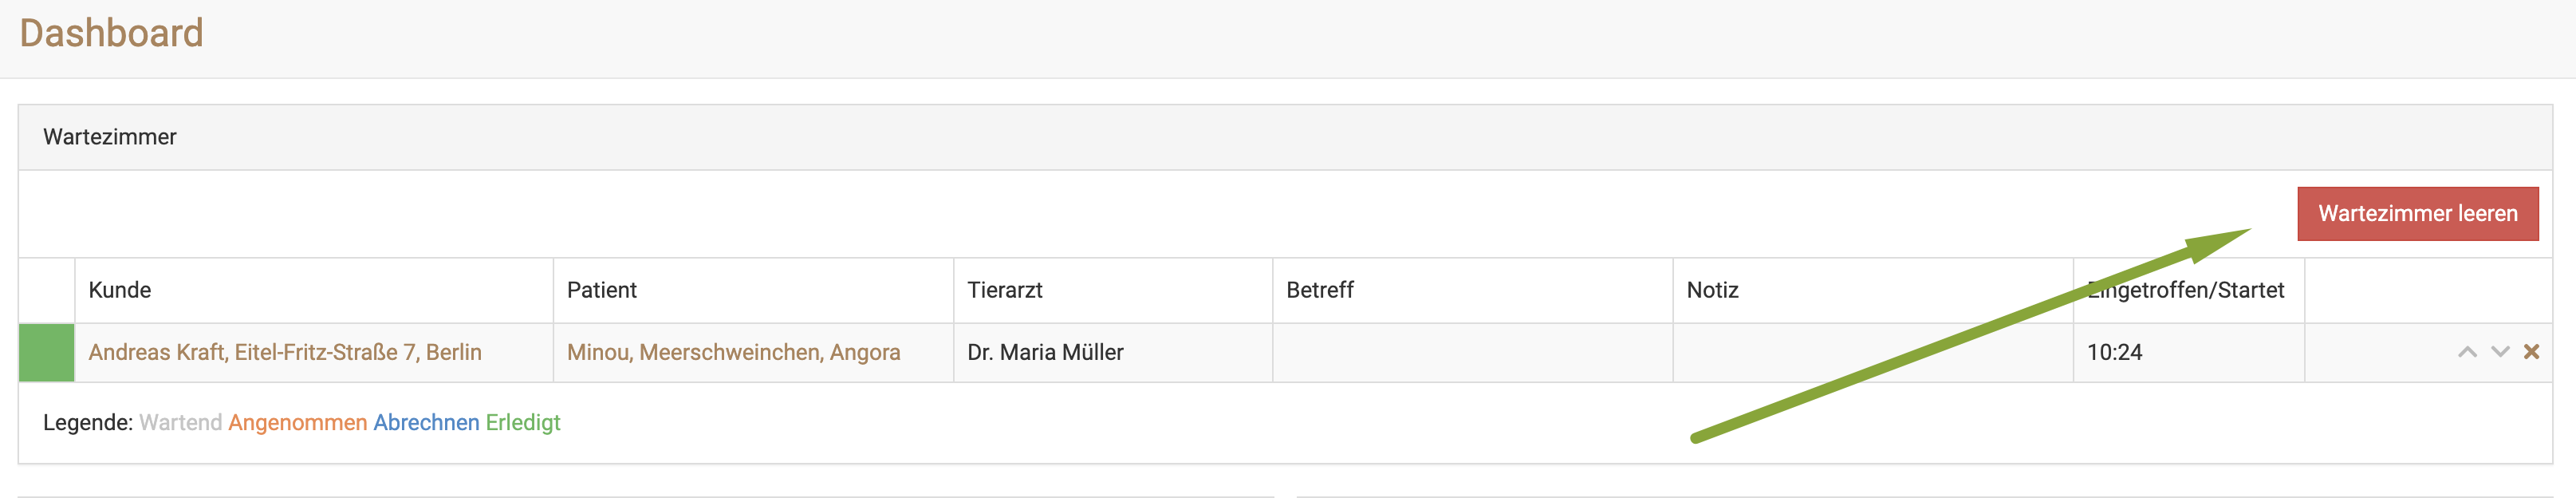 Dashboard
Wartezimmer
Wartezimmer leeren
Kunde Patient Tierarzt Betreff Notiz Eingetroffen/Startet
Andreas Kraft, Eitel-Fritz-Straße 7, Berlin Minou, Meerschweinchen, Angora Dr. Maria Müller 10:24
Legende: Wartend Angenommen Abrechnen Erledigt